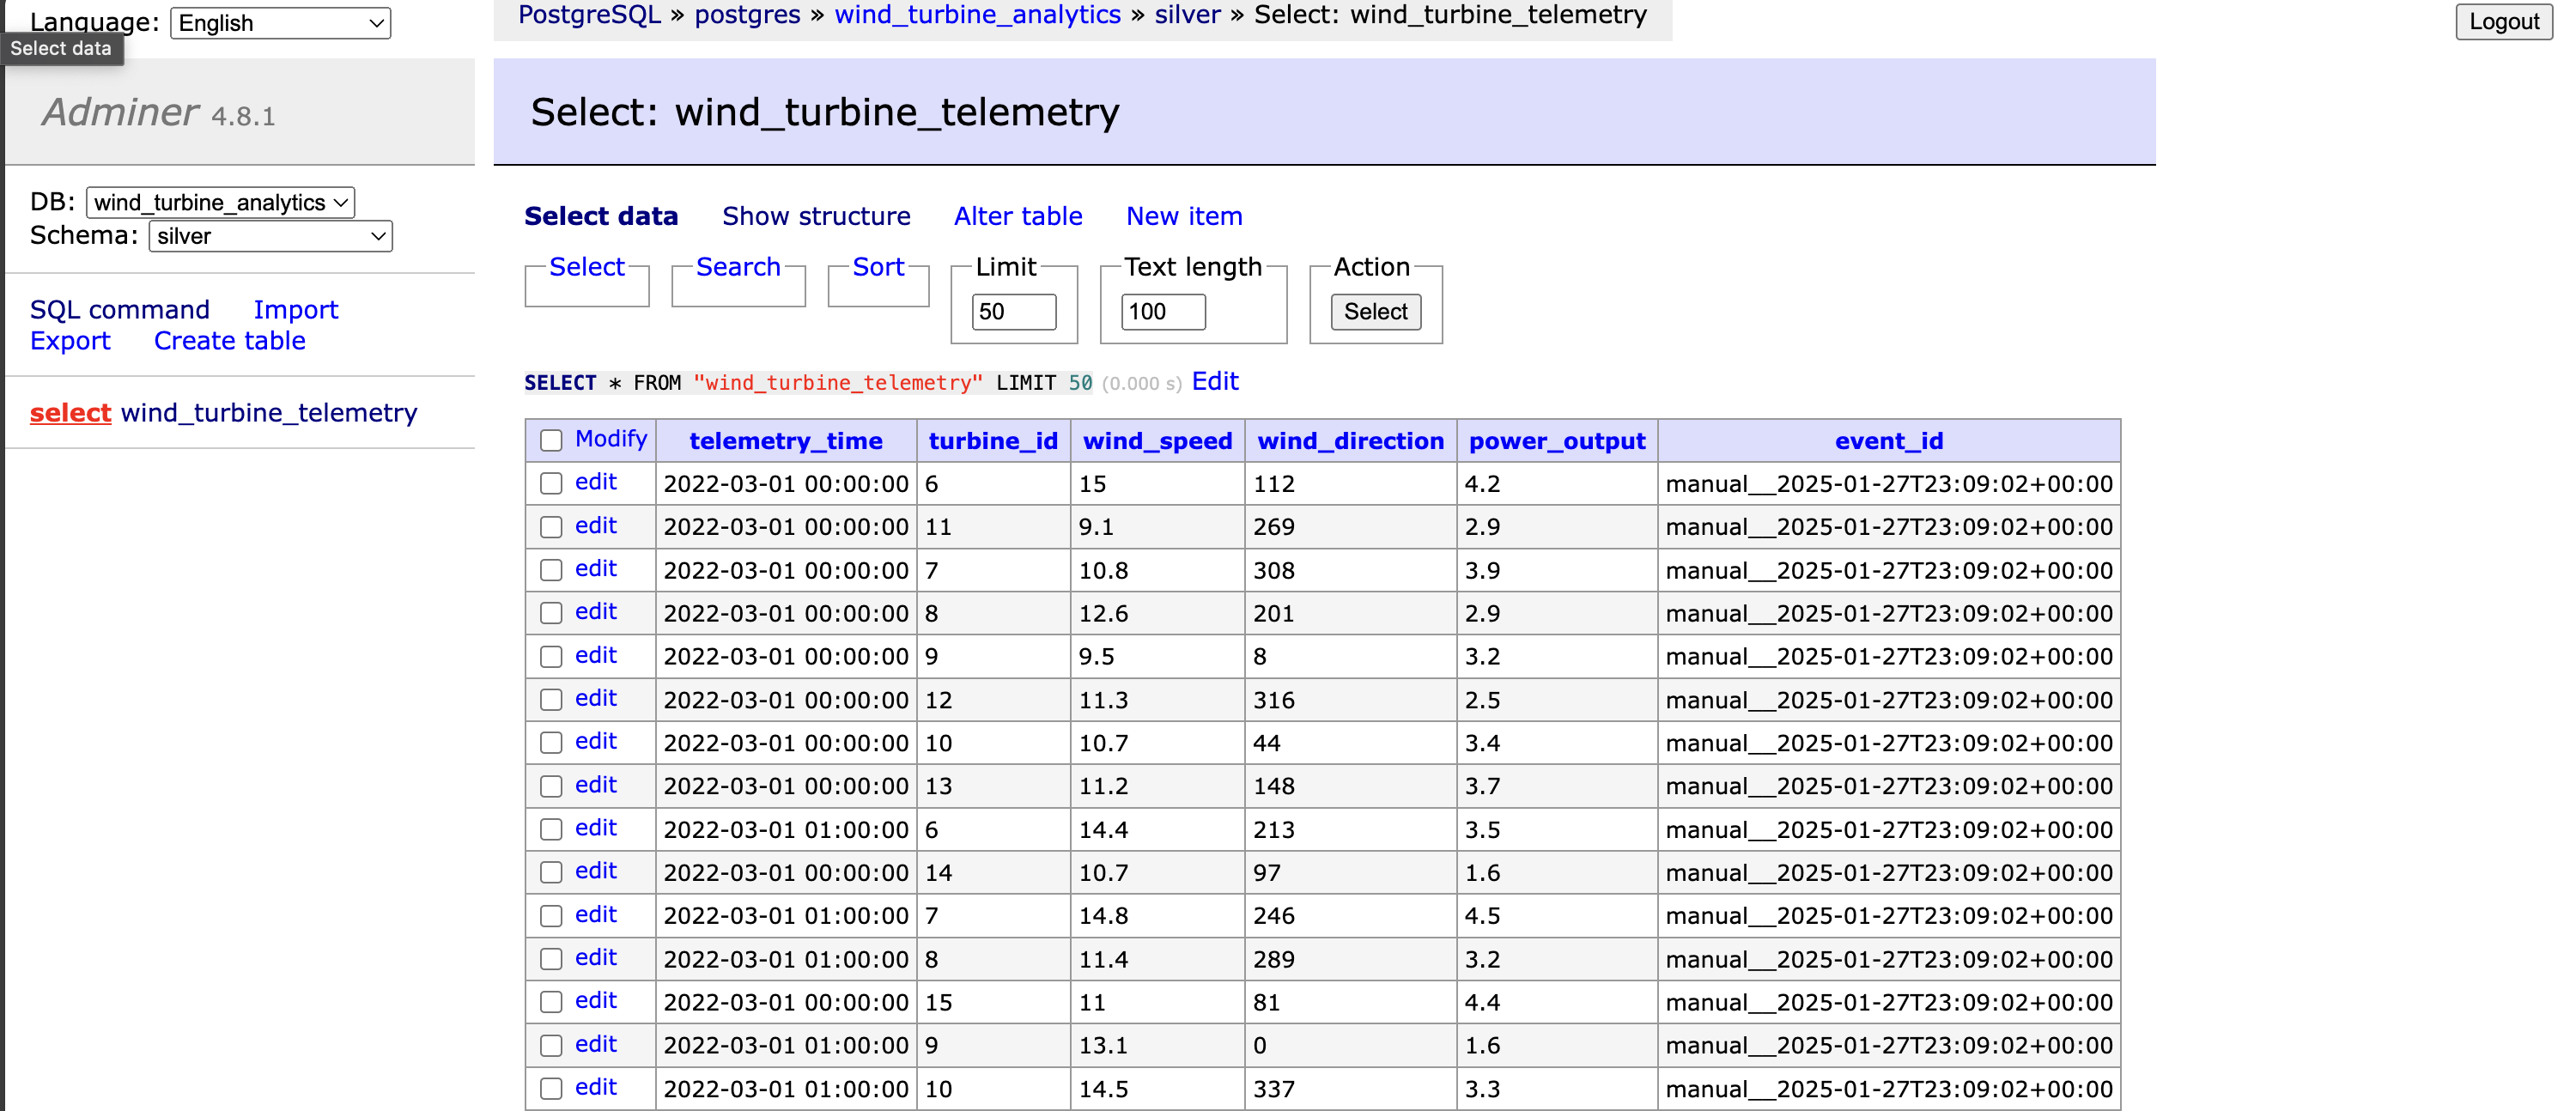 Language: English
Select data
PostgreSQL » postgres » wind_turbine_analytics » silver » Select: wind_turbine_telemetry
Logout
Adminer 4.8.1
Select: wind_turbine_telemetry
DB: wind_turbine_analytics
Schema: silver
SQL command Import
Export Create table
select wind_turbine_telemetry
Select data Show structure Alter table New item
Select Search Sort Limit Text length Action
50 100 Select
SELECT * FROM "wind_turbine_telemetry" LIMIT 50 (0.000 s) Edit
Modify telemetry_time turbine_id wind_speed wind_direction power_output event_id
edit 2022-03-01 00:00:00 6 15 112 4.2 manual__2025-01-27T23:09:02+00:00
edit 2022-03-01 00:00:00 11 9.1 269 2.9 manual__2025-01-27T23:09:02+00:00
edit 2022-03-01 00:00:00 7 10.8 308 3.9 manual__2025-01-27T23:09:02+00:00
edit 2022-03-01 00:00:00 8 12.6 201 2.9 manual__2025-01-27T23:09:02+00:00
edit 2022-03-01 00:00:00 9 9.5 8 3.2 manual__2025-01-27T23:09:02+00:00
edit 2022-03-01 00:00:00 12 11.3 316 2.5 manual__2025-01-27T23:09:02+00:00
edit 2022-03-01 00:00:00 10 10.7 44 3.4 manual__2025-01-27T23:09:02+00:00
edit 2022-03-01 00:00:00 13 11.2 148 3.7 manual__2025-01-27T23:09:02+00:00
edit 2022-03-01 01:00:00 6 14.4 213 3.5 manual__2025-01-27T23:09:02+00:00
edit 2022-03-01 00:00:00 14 10.7 97 1.6 manual__2025-01-27T23:09:02+00:00
edit 2022-03-01 01:00:00 7 14.8 246 4.5 manual__2025-01-27T23:09:02+00:00
edit 2022-03-01 01:00:00 8 11.4 289 3.2 manual__2025-01-27T23:09:02+00:00
edit 2022-03-01 00:00:00 15 11 81 4.4 manual__2025-01-27T23:09:02+00:00
edit 2022-03-01 01:00:00 9 13.1 0 1.6 manual__2025-01-27T23:09:02+00:00
edit 2022-03-01 01:00:00 10 14.5 337 3.3 manual__2025-01-27T23:09:02+00:00